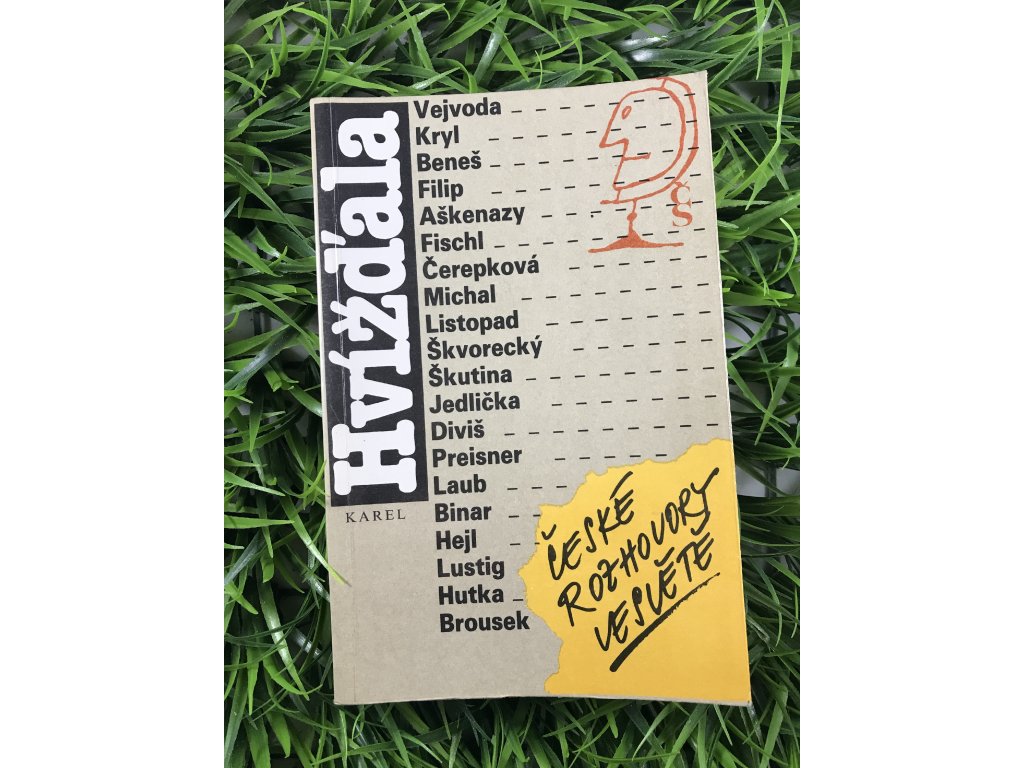 Hvížďala
KAREL
Vejvoda
Kryl
Beneš
Filip
Aškenazy
Fischl
Čerepková
Michal
Listopad
Škvorecký
Škutina
Jedlička
Diviš
Preisner
Laub
Binar
Hejl
Lustig
Hutka
Brousek
Š
ČESKÉ
ROZHOVORY
VE SVĚTĚ